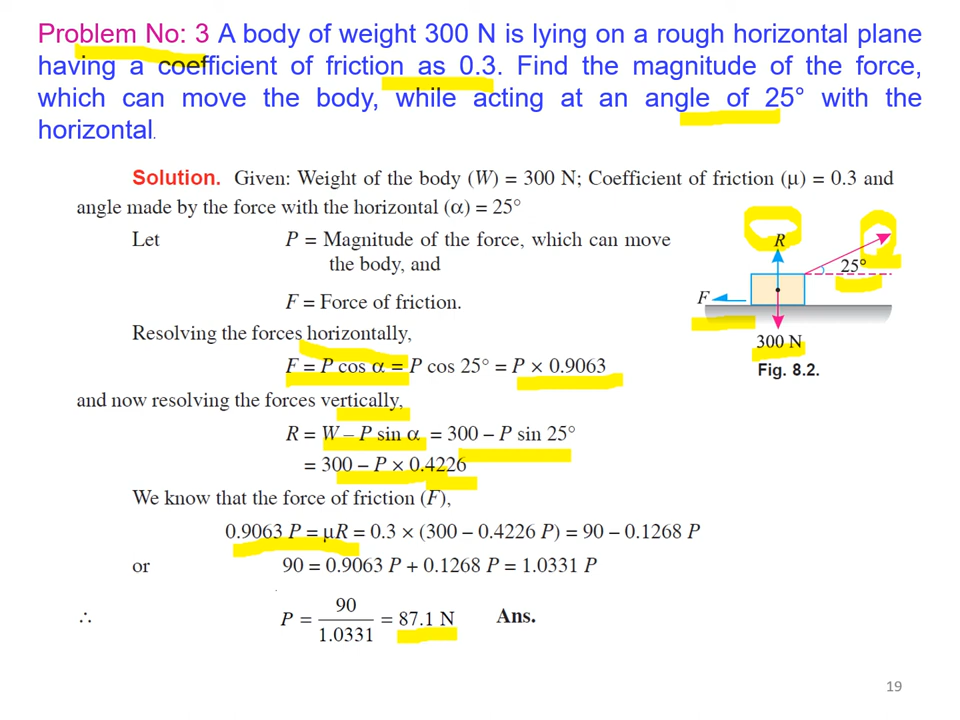 Problem No: 3 A body of weight 300 N is lying on a rough horizontal plane
having a coefficient of friction as 0.3. Find the magnitude of the force,
which can move the body, while acting at an angle of 25° with the
horizontal.
Solution. Given: Weight of the body (W) = 300 N; Coefficient of friction (μ) = 0.3 and
angle made by the force with the horizontal (α) = 25°
Let P = Magnitude of the force, which can move
the body, and
F = Force of friction.
Resolving the forces horizontally,
F = P cos α = P cos 25° = P × 0.9063
and now resolving the forces vertically,
R = W – P sin α = 300 – P sin 25°
= 300 – P × 0.4226
We know that the force of friction (F),
0.9063 P = μR = 0.3 × (300 – 0.4226 P) = 90 – 0.1268 P
or 90 = 0.9063 P + 0.1268 P = 1.0331 P
∴ P = 90 / 1.0331 = 87.1 N Ans.
R
25°
F
300 N
Fig. 8.2.
19